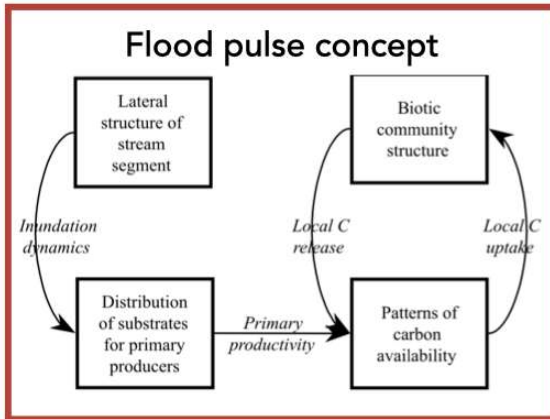 Flood pulse concept
Lateral
structure of
stream
segment
Biotic
community
structure
Inundation
dynamics
Local C
release
Local C
uptake
Distribution
of substrates
for primary
producers
Primary
productivity
Patterns of
carbon
availability